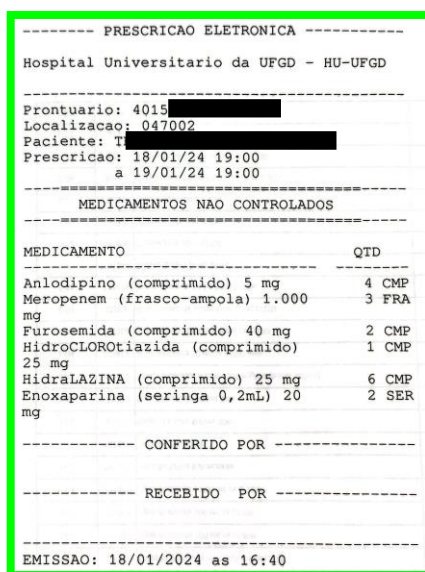 -------- PRESCRICAO ELETRONICA -----------
Hospital Universitario da UFGD - HU-UFGD
-------------------------------------------
Prontuario: 4015
Localizacao: 047002
Paciente: T
Prescricao: 18/01/24 19:00
a 19/01/24 19:00
----==================================-----
MEDICAMENTOS NAO CONTROLADOS
----==================================-----
MEDICAMENTO QTD
--------------------------------- --------
Anlodipino (comprimido) 5 mg 4 CMP
Meropenem (frasco-ampola) 1.000 3 FRA
mg
Furosemida (comprimido) 40 mg 2 CMP
HidroCLOROtiazida (comprimido) 1 CMP
25 mg
HidraLAZINA (comprimido) 25 mg 6 CMP
Enoxaparina (seringa 0,2mL) 20 2 SER
mg
------------- CONFERIDO POR ----------------
------------- RECEBIDO POR ----------------
-------------------------------------------
EMISSAO: 18/01/2024 as 16:40